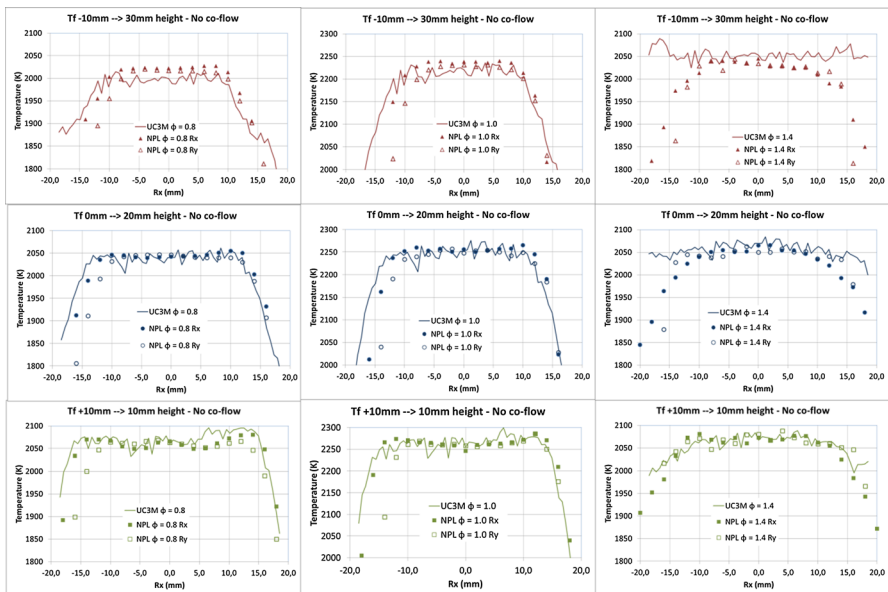 Tf -10mm --> 30mm height - No co-flow
2100
2050
2000
1950
1900
1850
1800
Temperature (K)
UC3M ϕ = 0.8
NPL ϕ = 0.8 Rx
NPL ϕ = 0.8 Ry
-20,0 -15,0 -10,0 -5,0 0,0 5,0 10,0 15,0 20,0
Rx (mm)
Tf -10mm --> 30mm height - No co-flow
2300
2250
2200
2150
2100
2050
2000
Temperature (K)
UC3M ϕ = 1.0
NPL ϕ = 1.0 Rx
NPL ϕ = 1.0 Ry
-20,0 -15,0 -10,0 -5,0 0,0 5,0 10,0 15,0 20,0
Rx (mm)
Tf -10mm --> 30mm height - No co-flow
2100
2050
2000
1950
1900
1850
1800
Temperature (K)
UC3M ϕ = 1.4
NPL ϕ = 1.4 Rx
NPL ϕ = 1.4 Ry
-20,0 -15,0 -10,0 -5,0 0,0 5,0 10,0 15,0 20,0
Rx (mm)
Tf 0mm --> 20mm height - No co-flow
2100
2050
2000
1950
1900
1850
1800
Temperature (K)
UC3M ϕ = 0.8
NPL ϕ = 0.8 Rx
NPL ϕ = 0.8 Ry
-20,0 -15,0 -10,0 -5,0 0,0 5,0 10,0 15,0 20,0
Rx (mm)
Tf 0mm --> 20mm height - No co-flow
2300
2250
2200
2150
2100
2050
2000
Temperature (K)
UC3M ϕ = 1.0
NPL ϕ = 1.0 Rx
NPL ϕ = 1.0 Ry
-20,0 -15,0 -10,0 -5,0 0,0 5,0 10,0 15,0 20,0
Rx (mm)
Tf 0mm --> 20mm height - No co-flow
2100
2050
2000
1950
1900
1850
1800
Temperature (K)
UC3M ϕ = 1.4
NPL ϕ = 1.4 Rx
NPL ϕ = 1.4 Ry
-20,0 -15,0 -10,0 -5,0 0,0 5,0 10,0 15,0 20,0
Rx (mm)
Tf +10mm --> 10mm height - No co-flow
2100
2050
2000
1950
1900
1850
1800
Temperature (K)
UC3M ϕ = 0.8
NPL ϕ = 0.8 Rx
NPL ϕ = 0.8 Ry
-20,0 -15,0 -10,0 -5,0 0,0 5,0 10,0 15,0 20,0
Rx (mm)
Tf +10mm --> 10mm height - No co-flow
2300
2250
2200
2150
2100
2050
2000
Temperature (K)
UC3M ϕ = 1.0
NPL ϕ = 1.0 Rx
NPL ϕ = 1.0 Ry
-20,0 -15,0 -10,0 -5,0 0,0 5,0 10,0 15,0 20,0
Rx (mm)
Tf +10mm --> 10mm height - No co-flow
2100
2050
2000
1950
1900
1850
1800
Temperature (K)
UC3M ϕ = 1.4
NPL ϕ = 1.4 Rx
NPL ϕ = 1.4 Ry
-20,0 -15,0 -10,0 -5,0 0,0 5,0 10,0 15,0 20,0
Rx (mm)